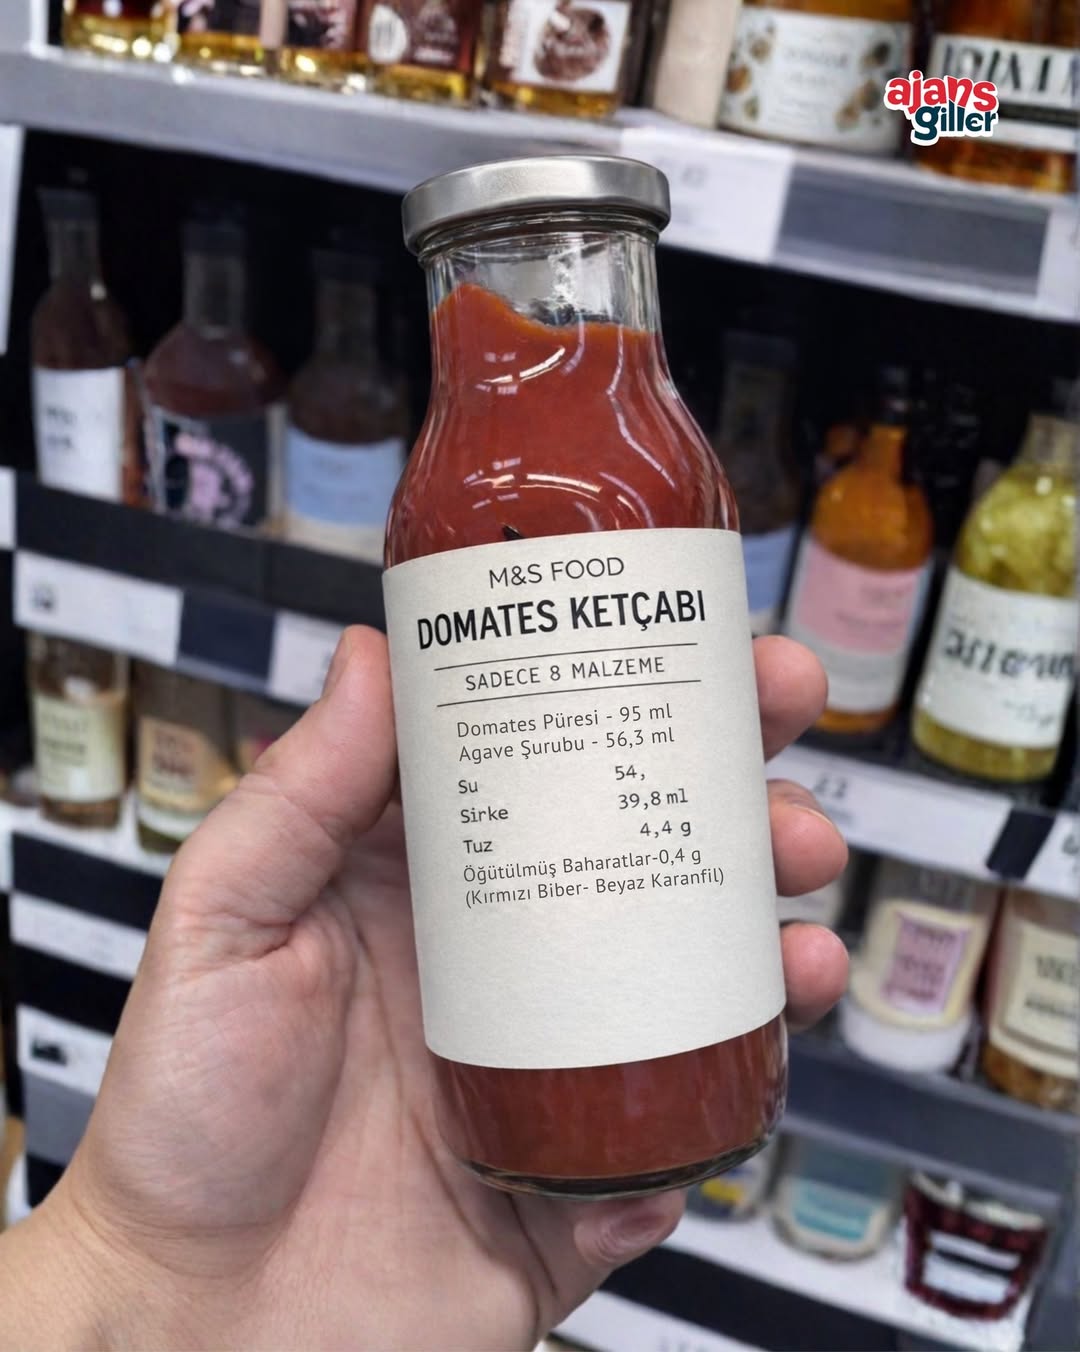 ajans
giller
M&S FOOD
DOMATES KETÇABI
SADECE 8 MALZEME
Domates Püresi - 95 ml
Agave Şurubu - 56,3 ml
Su 54,
Sirke 39,8 ml
Tuz 4,4 g
Öğütülmüş Baharatlar-0,4 g
(Kırmızı Biber- Beyaz Karanfil)
£2